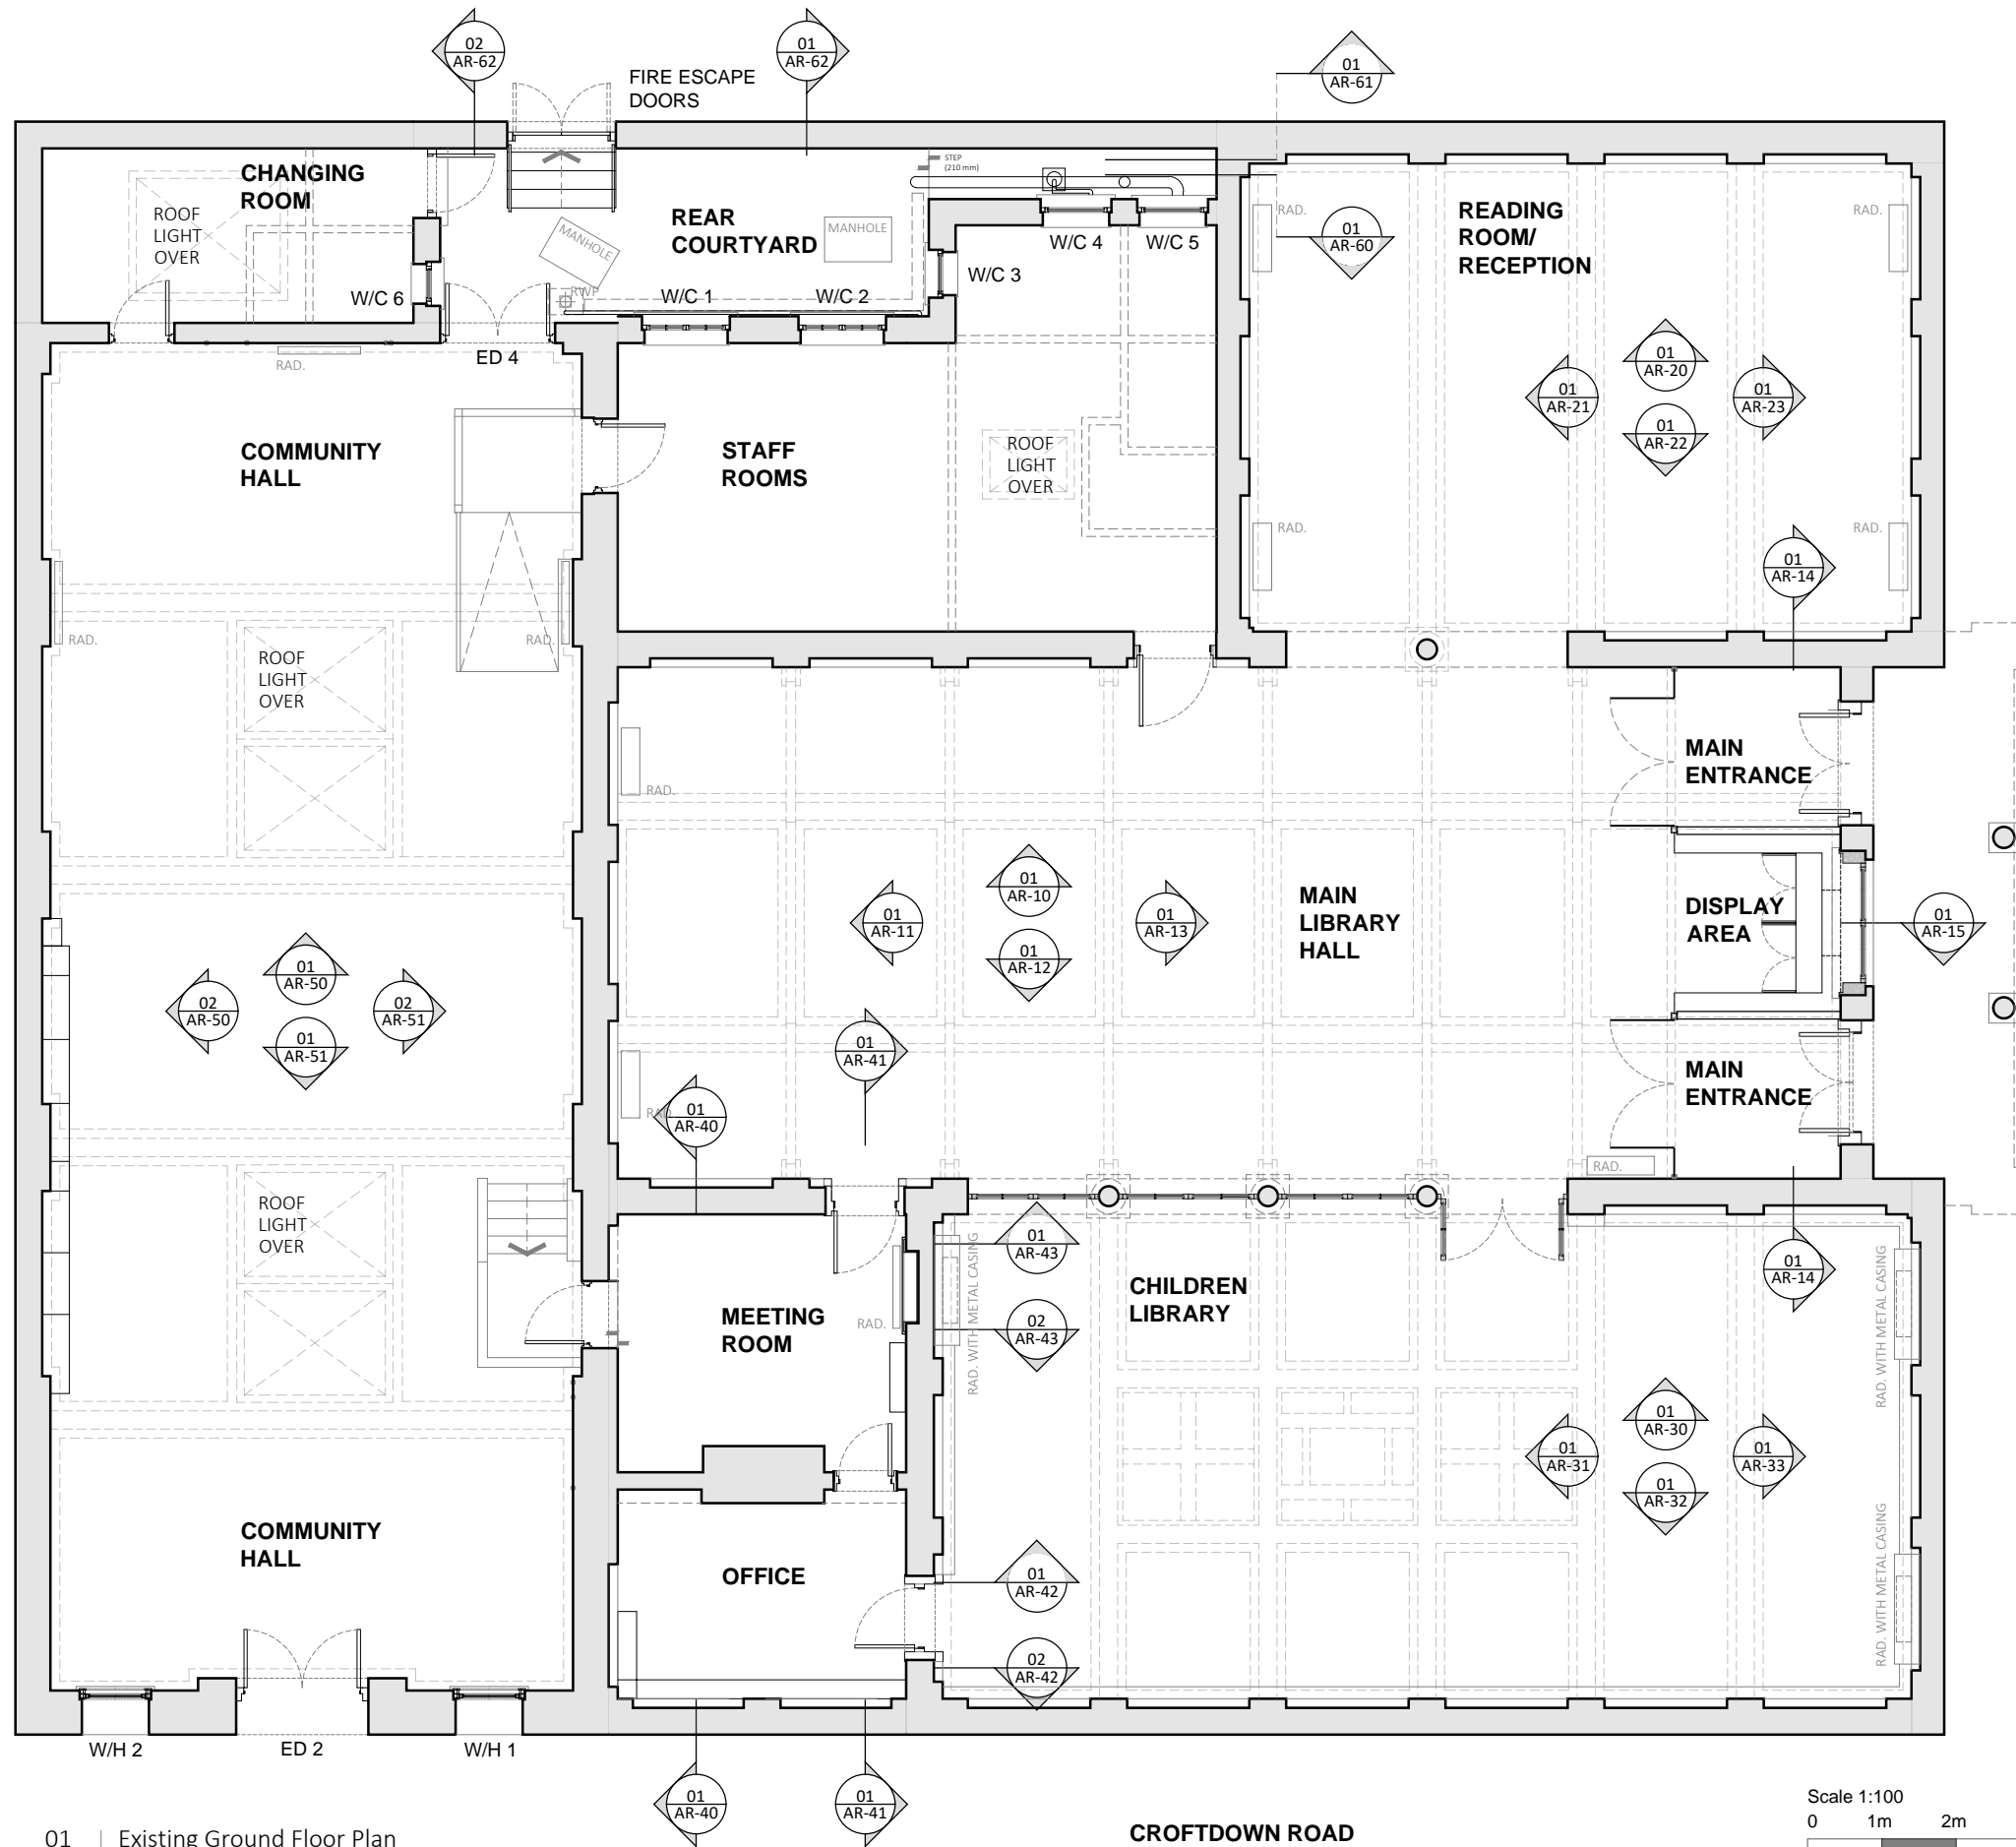 02
AR-62
01
AR-62
FIRE ESCAPE
DOORS
01
AR-61
CHANGING
ROOM
ROOF
LIGHT
OVER
STEP
(210 mm)
REAR
COURTYARD
MANHOLE
MANHOLE
RWP
W/C 1
W/C 2
W/C 3
W/C 4
W/C 5
W/C 6
01
AR-60
READING
ROOM/
RECEPTION
RAD.
RAD.
ED 4
RAD.
COMMUNITY
HALL
STAFF
ROOMS
ROOF
LIGHT
OVER
01
AR-20
01
AR-21
01
AR-23
01
AR-22
RAD.
RAD.
01
AR-14
RAD.
RAD.
ROOF
LIGHT
OVER
RAD.
MAIN
ENTRANCE
01
AR-10
01
AR-11
01
AR-13
01
AR-12
MAIN
LIBRARY
HALL
DISPLAY
AREA
01
AR-15
01
AR-50
02
AR-50
02
AR-51
01
AR-51
01
AR-41
RAD.
01
AR-40
MAIN
ENTRANCE
RAD.
ROOF
LIGHT
OVER
01
AR-43
02
AR-43
RAD. WITH METAL CASING
CHILDREN
LIBRARY
01
AR-14
RAD. WITH METAL CASING
MEETING
ROOM
RAD.
01
AR-30
01
AR-31
01
AR-33
01
AR-32
COMMUNITY
HALL
OFFICE
01
AR-42
02
AR-42
RAD. WITH METAL CASING
W/H 2
ED 2
W/H 1
01
AR-40
01
AR-41
01 | Existing Ground Floor Plan
CROFTDOWN ROAD
Scale 1:100
0 1m 2m